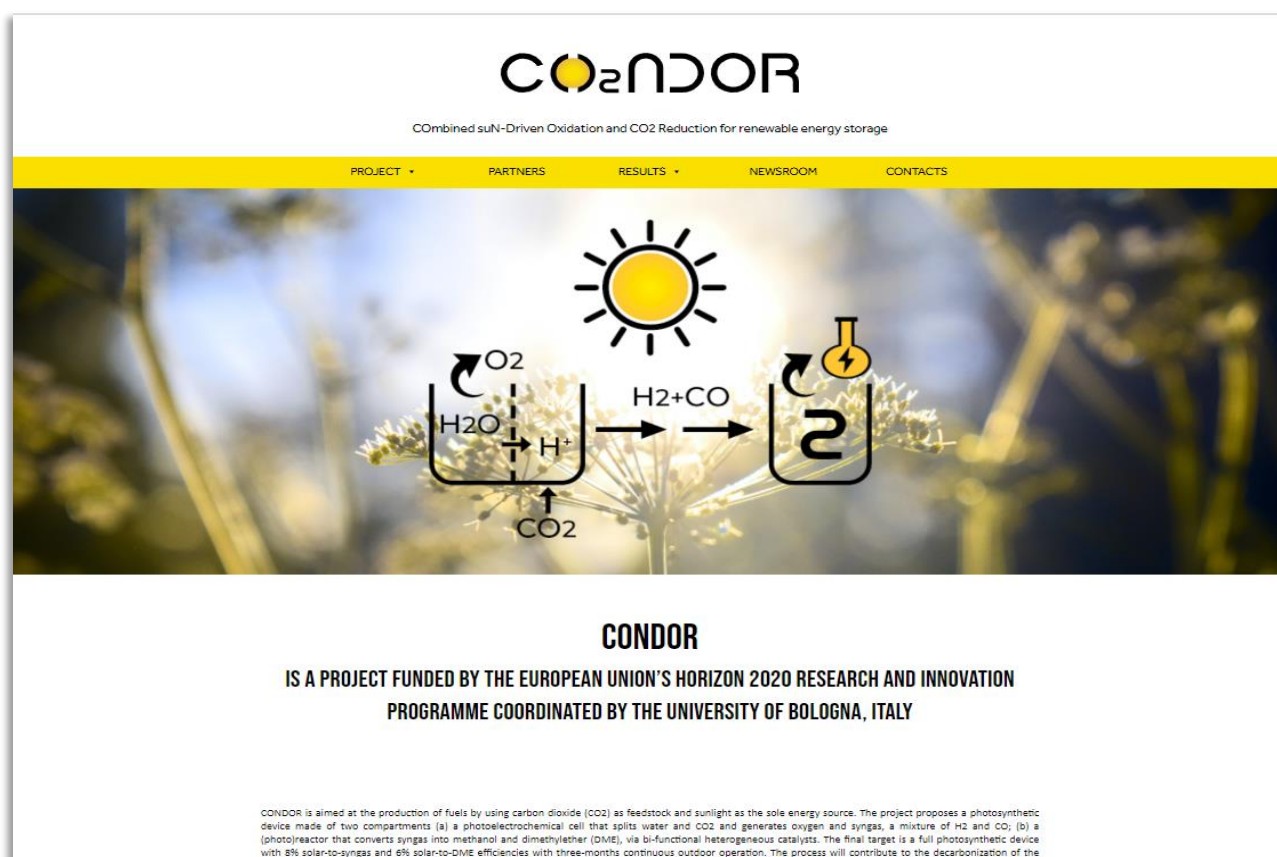 CO2NDOR
COmbined suN-Driven Oxidation and CO2 Reduction for renewable energy storage
PROJECT PARTNERS RESULTS NEWSROOM CONTACTS
O2
H2O
H+
H2+CO
2
CO2
CONDOR
IS A PROJECT FUNDED BY THE EUROPEAN UNION'S HORIZON 2020 RESEARCH AND INNOVATION
PROGRAMME COORDINATED BY THE UNIVERSITY OF BOLOGNA, ITALY
CONDOR is aimed at the production of fuels by using carbon dioxide (CO2) as feedstock and sunlight as the sole energy source. The project proposes a photosynthetic
device made of two compartments (a) a photoelectrochemical cell that splits water and CO2 and generates oxygen and syngas, a mixture of H2 and CO; (b) a
(photo)reactor that converts syngas into methanol and dimethylether (DME), via bi-functional heterogeneous catalysts. The final target is a full photosynthetic device
with 8% solar-to-syngas and 6% solar-to-DME efficiencies with three-months continuous outdoor operation. The process will contribute to the decarbonization of the